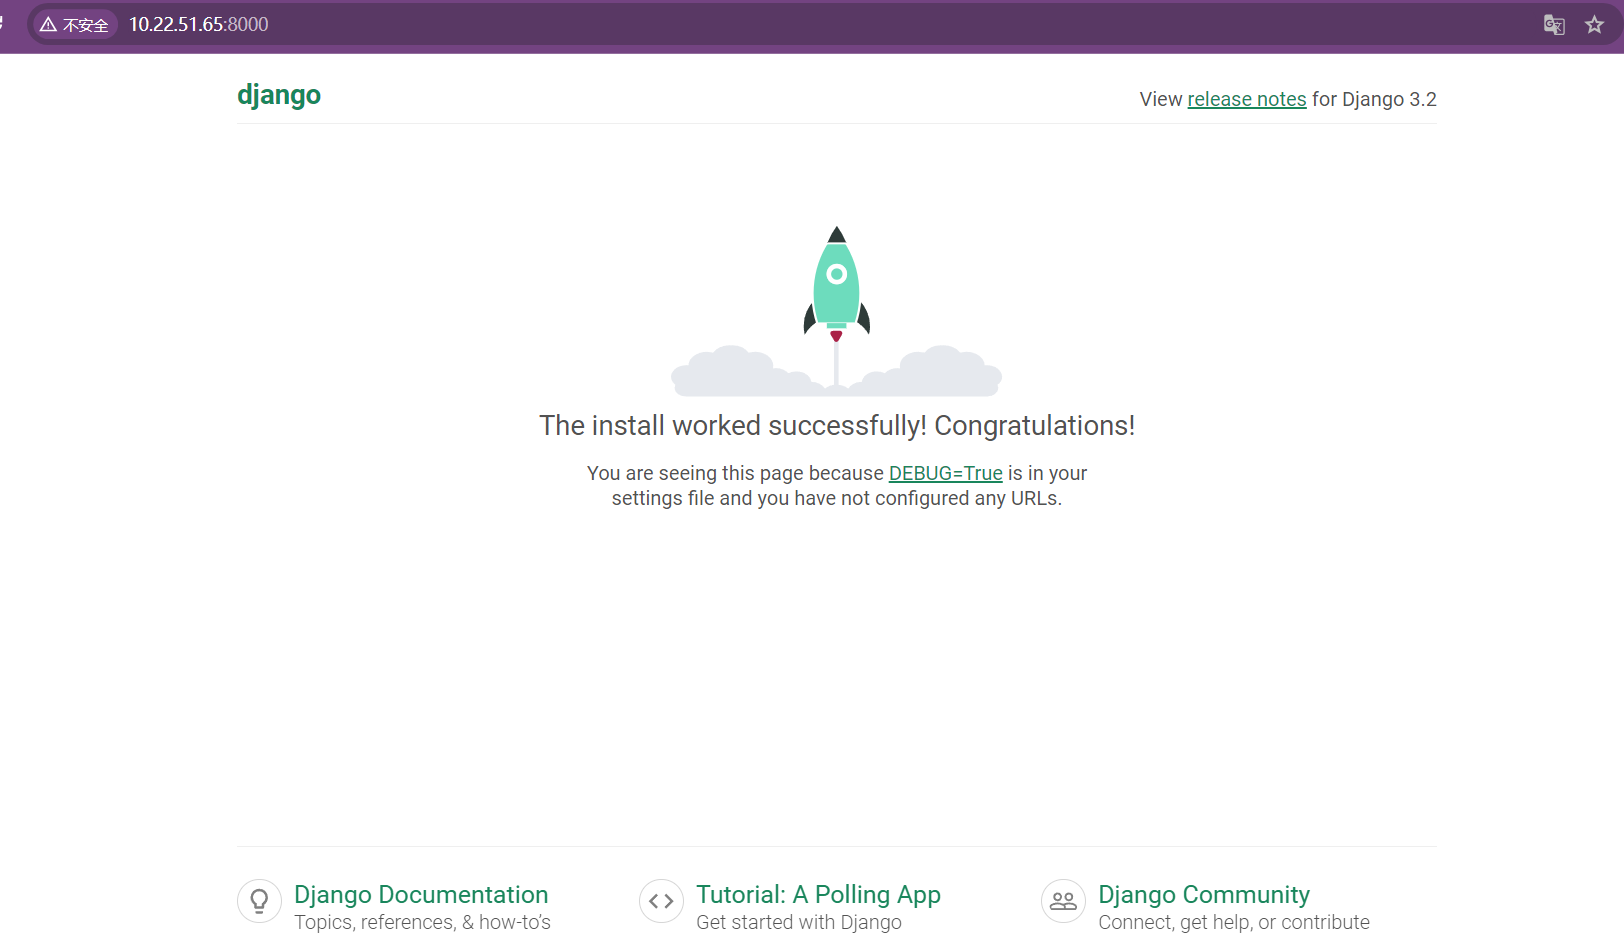 不安全 10.22.51.65:8000
django
View release notes for Django 3.2
The install worked successfully! Congratulations!
You are seeing this page because DEBUG=True is in your
settings file and you have not configured any URLs.
Django Documentation
Topics, references, & how-to’s
Tutorial: A Polling App
Get started with Django
Django Community
Connect, get help, or contribute